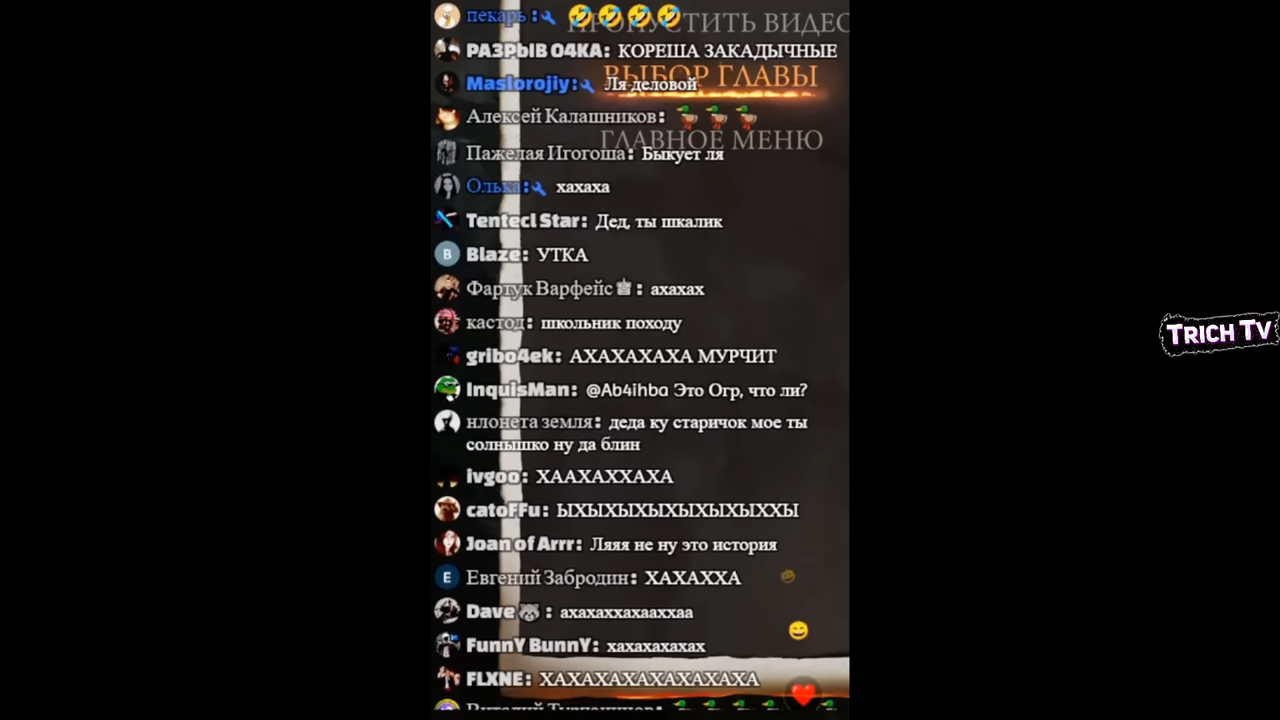 ПРОПУСТИТЬ ВИДЕО
пекарь: 🤣🤣🤣🤣
РАЗРЫВ О4КА: КОРЕША ЗАКАДЫЧНЫЕ
ВЫБОР ГЛАВЫ
Maslorojiy: Ля деловой
Алексей Калашников: 🦆🦆🦆
ГЛАВНОЕ МЕНЮ
Пажелая Игогоша: Быкует ля
Олька: хахаха
Tentecl Star: Дед, ты шкалик
B
Blaze: УТКА
Фартук Варфейс: ахахах
кастод: школьник походу
TRICH TV
gribo4ek: АХАХАХАХА МУРЧИТ
InquisMan: @Ab4ihba Это Огр, что ли?
нлонета земля: деда ку старичок мое ты
солнышко ну да блин
ivgoo: ХААХАХХАХА
catoFFu: ЫХЫХЫХЫХЫХЫХЫХХЫ
Joan of Arrr: Ляяя не ну это история
E
Евгений Забродин: ХАХАХХА
Dave🦝: ахахаххахааххаа
FunnY BunnY: хахахахахах
FLXNE: ХАХАХАХАХАХАХАХА